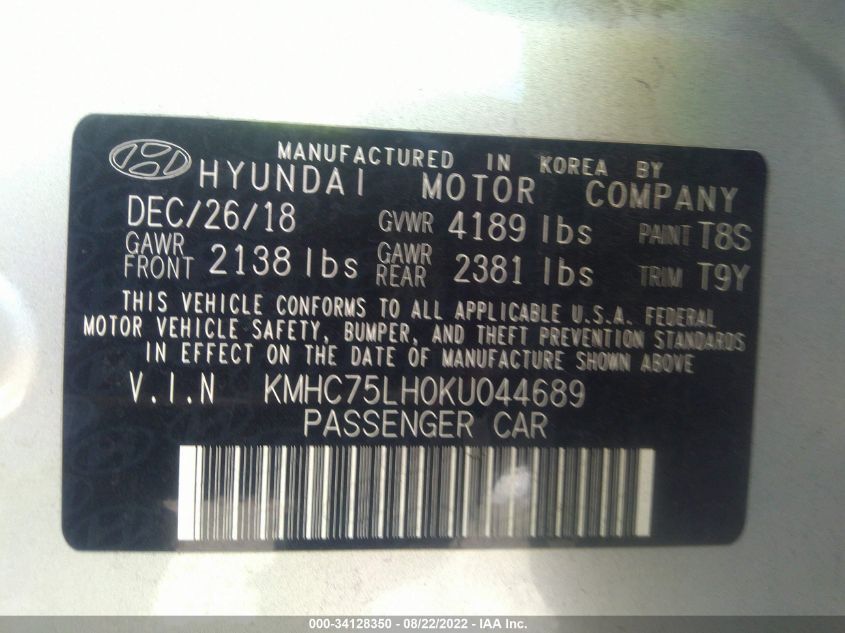 MANUFACTURED IN KOREA BY
HYUNDAI MOTOR COMPANY
DEC/26/18 GVWR 4189 lbs PAINT T8S
GAWR FRONT 2138 lbs GAWR REAR 2381 lbs TRIM T9Y
THIS VEHICLE CONFORMS TO ALL APPLICABLE U.S.A. FEDERAL
MOTOR VEHICLE SAFETY, BUMPER, AND THEFT PREVENTION STANDARDS
IN EFFECT ON THE DATE OF MANUFACTURE SHOWN ABOVE
V.I.N KMHC75LH0KU044689
PASSENGER CAR
000-34128350 - 08/22/2022 - IAA Inc.